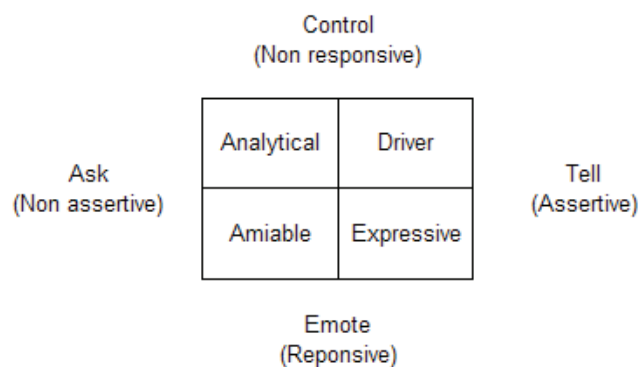 Control
(Non responsive)
Analytical Driver
Ask
(Non assertive)
Tell
(Assertive)
Amiable Expressive
Emote
(Reponsive)